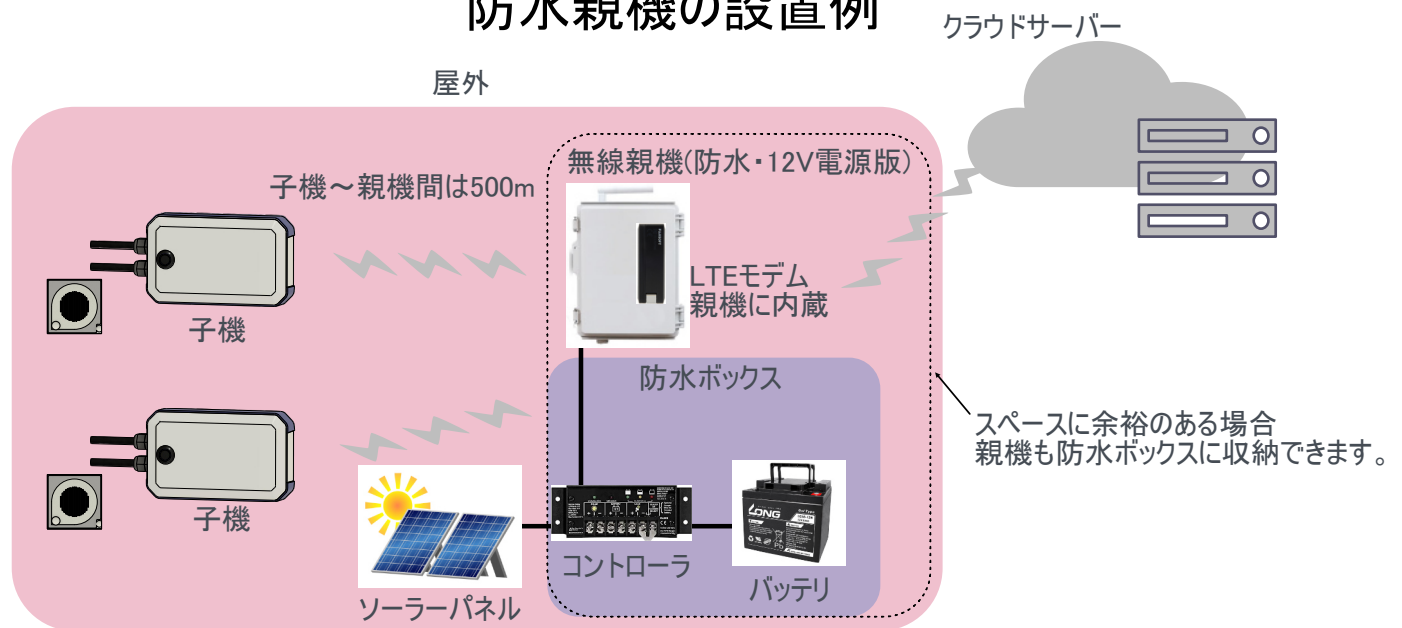 防水親機の設置例
クラウドサーバー
屋外
無線親機(防水・12V電源版)
子機～親機間は500m
LTEモデム
親機に内蔵
子機
防水ボックス
スペースに余裕のある場合
親機も防水ボックスに収納できます。
子機
LONG
コントローラ
バッテリ
ソーラーパネル